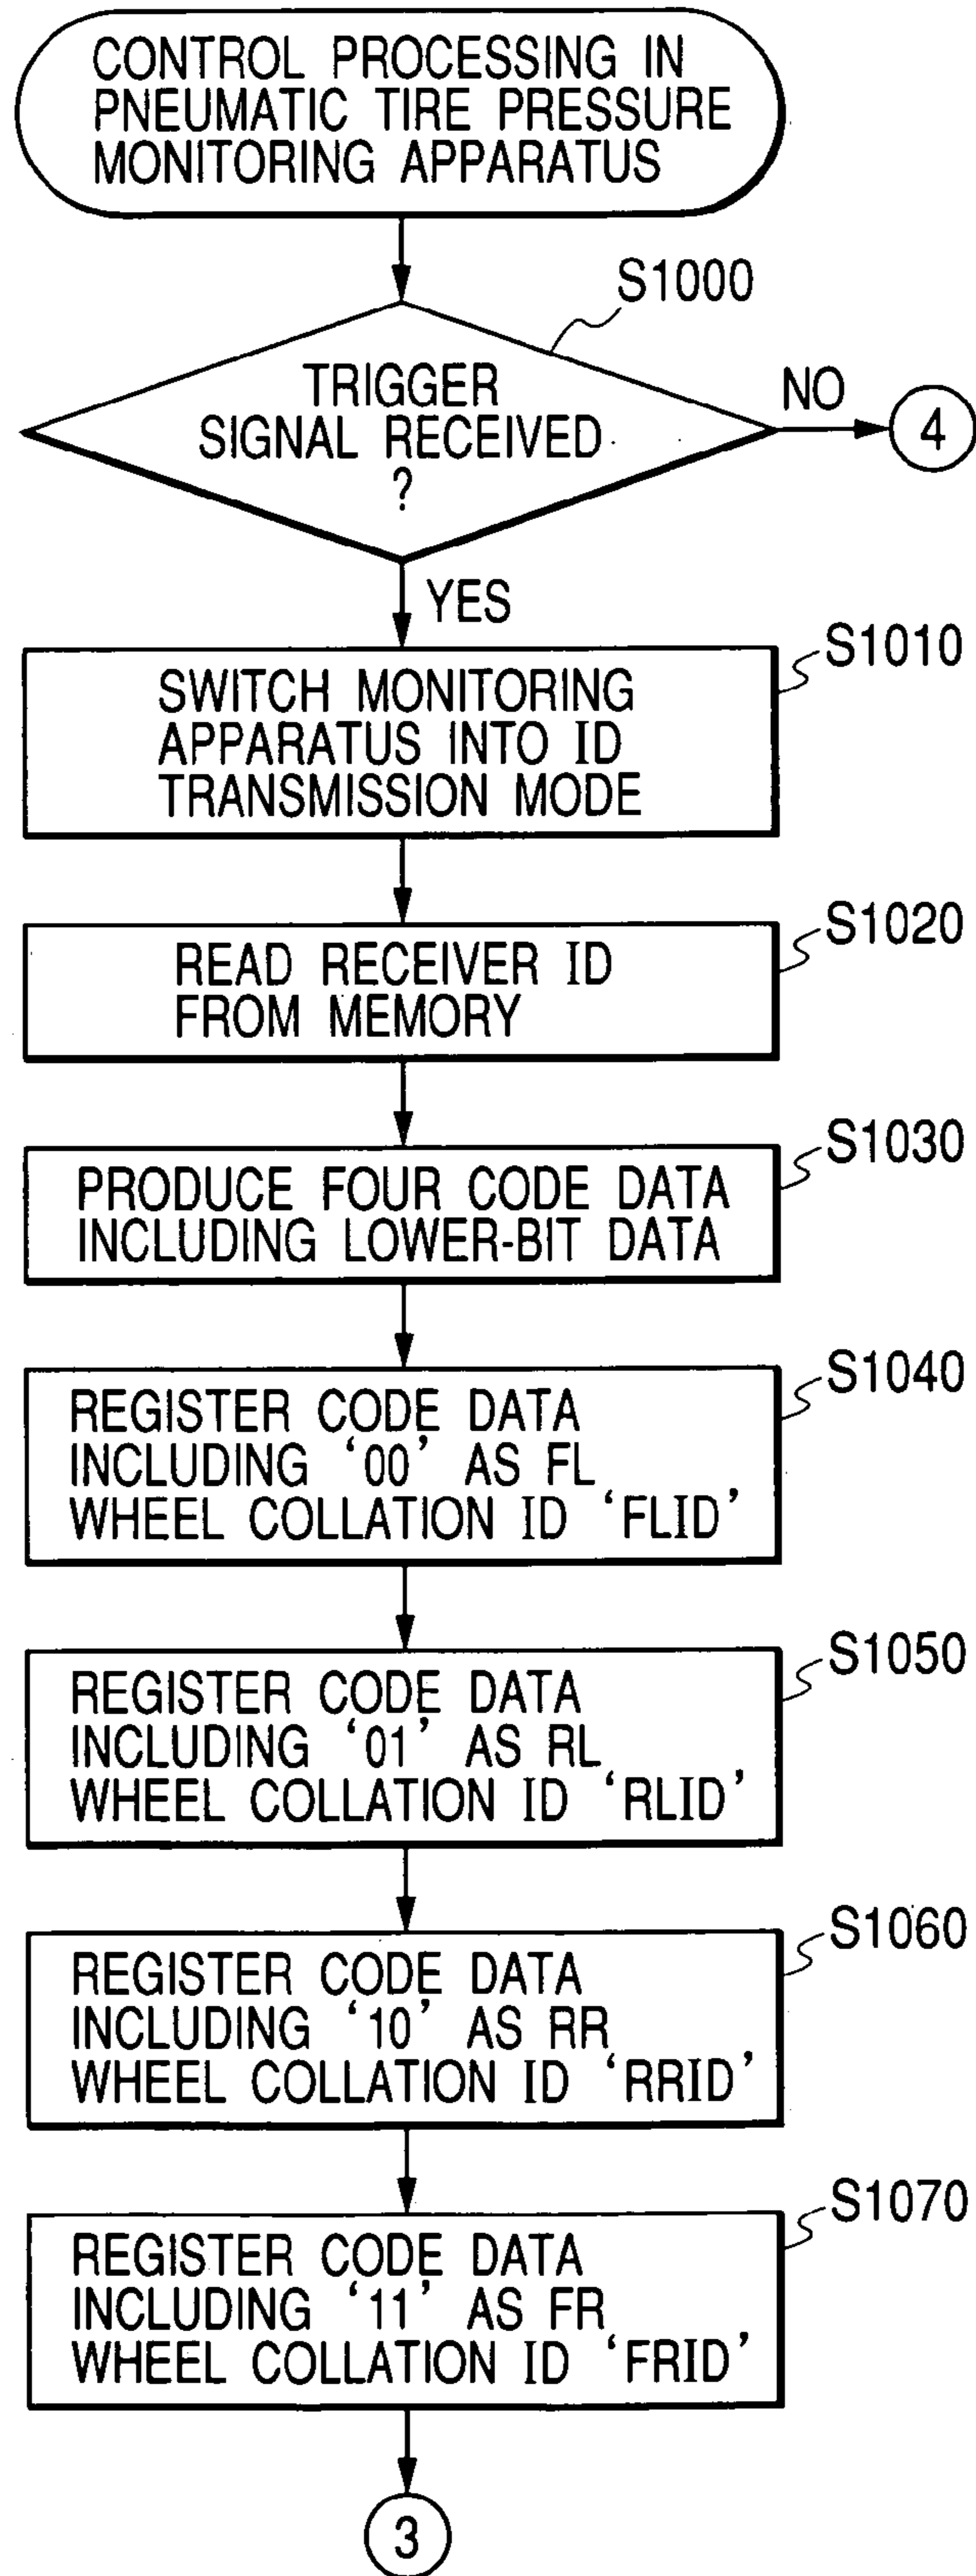 CONTROL PROCESSING IN
PNEUMATIC TIRE PRESSURE
MONITORING APPARATUS
S1000
TRIGGER
SIGNAL RECEIVED
?
NO
4
YES
S1010
SWITCH MONITORING
APPARATUS INTO ID
TRANSMISSION MODE
S1020
READ RECEIVER ID
FROM MEMORY
S1030
PRODUCE FOUR CODE DATA
INCLUDING LOWER-BIT DATA
S1040
REGISTER CODE DATA
INCLUDING ‘00’ AS FL
WHEEL COLLATION ID ‘FLID’
S1050
REGISTER CODE DATA
INCLUDING ‘01’ AS RL
WHEEL COLLATION ID ‘RLID’
S1060
REGISTER CODE DATA
INCLUDING ‘10’ AS RR
WHEEL COLLATION ID ‘RRID’
S1070
REGISTER CODE DATA
INCLUDING ‘11’ AS FR
WHEEL COLLATION ID ‘FRID’
3